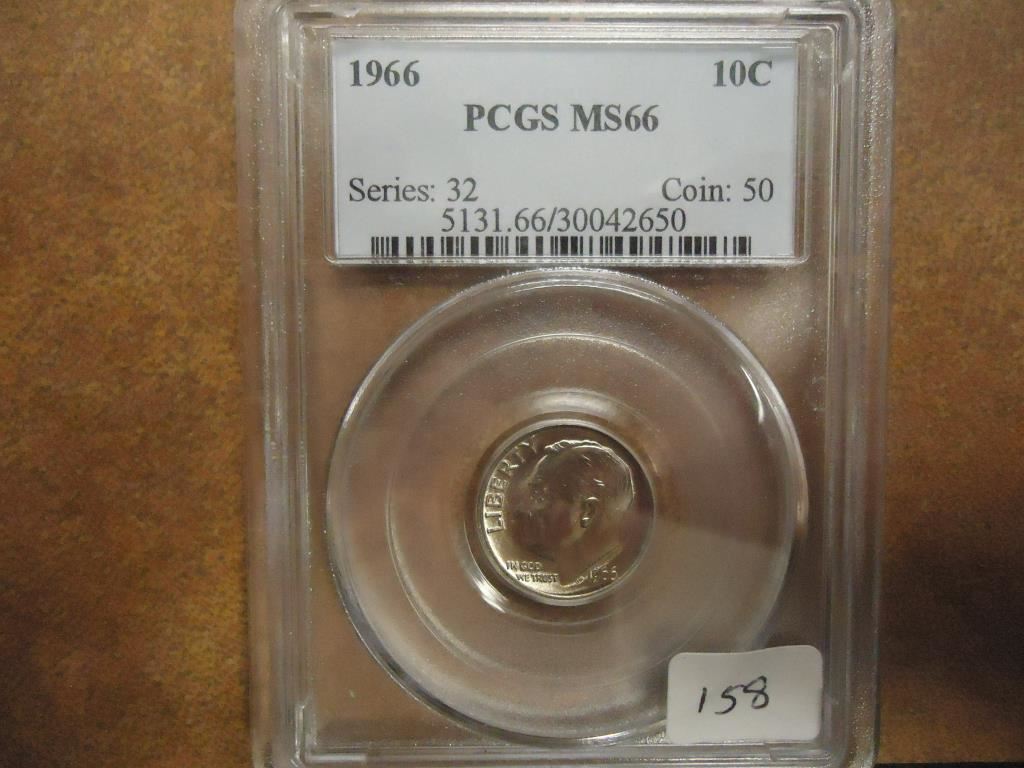 1966 10C
PCGS MS66
Series: 32 Coin: 50
5131.66/30042650
LIBERTY
IN GOD
WE TRUST 1966
158